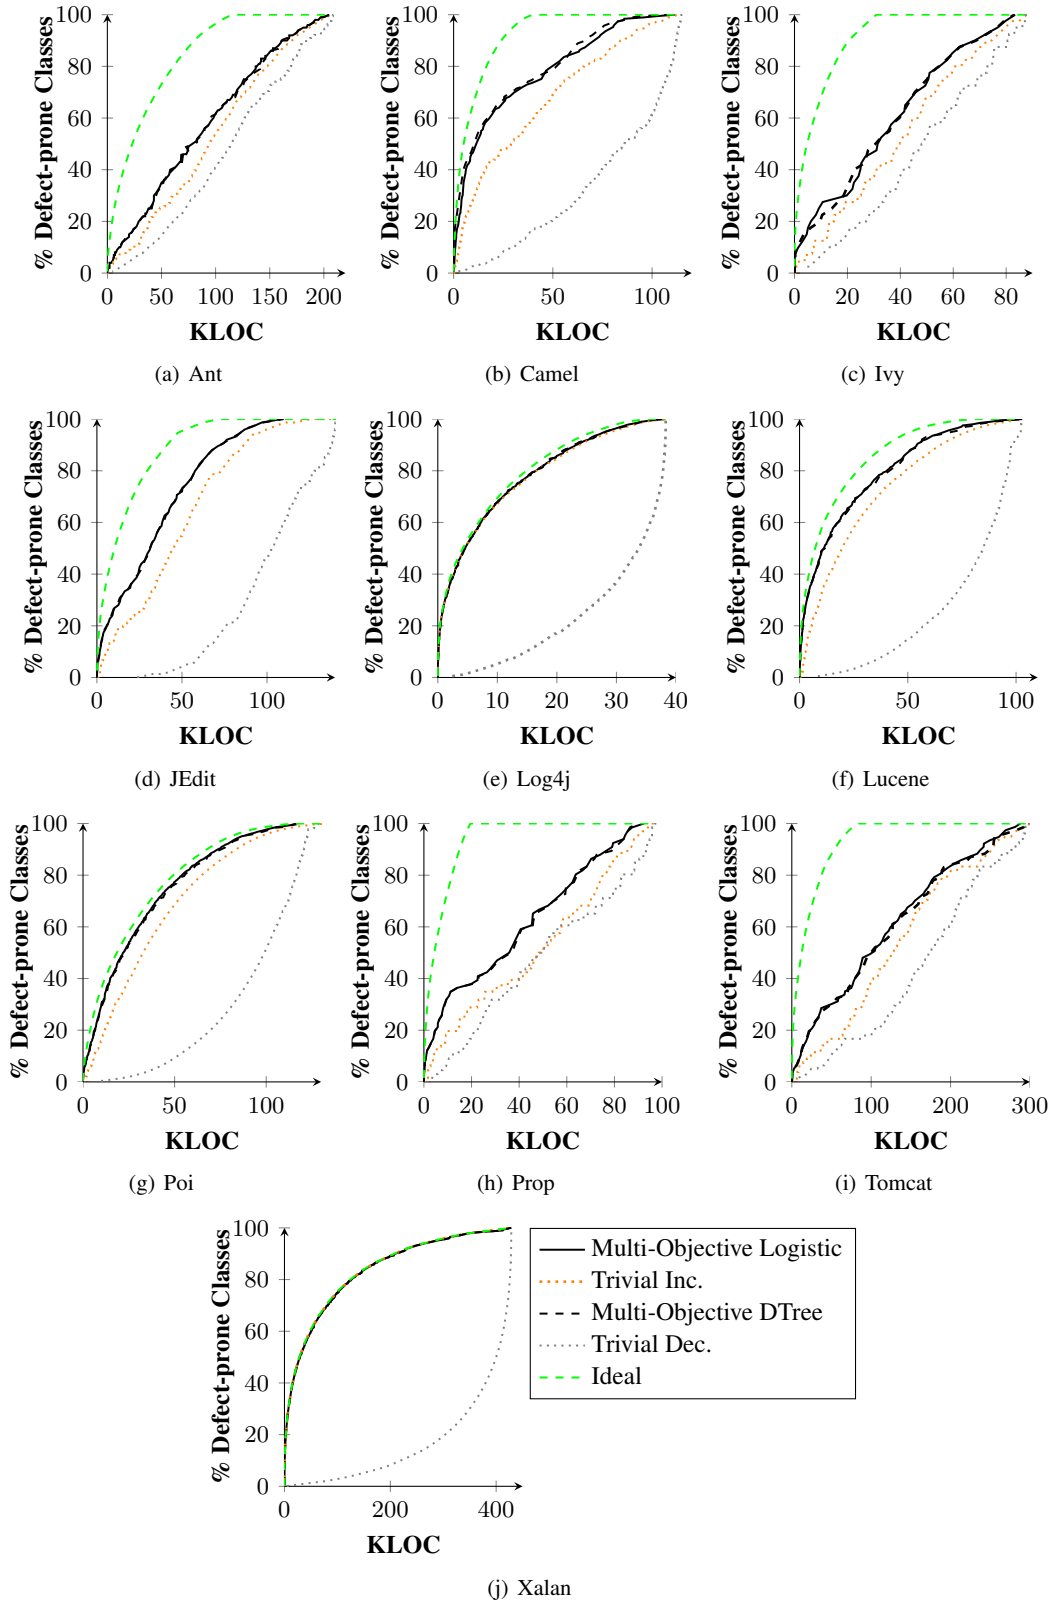 % Defect-prone Classes
100
80
60
40
20
0
0 50 100 150 200
KLOC
(a) Ant
% Defect-prone Classes
100
80
60
40
20
0
0 50 100
KLOC
(b) Camel
% Defect-prone Classes
100
80
60
40
20
0
0 20 40 60 80
KLOC
(c) Ivy
% Defect-prone Classes
100
80
60
40
20
0
0 50 100
KLOC
(d) JEdit
% Defect-prone Classes
100
80
60
40
20
0
0 10 20 30 40
KLOC
(e) Log4j
% Defect-prone Classes
100
80
60
40
20
0
0 50 100
KLOC
(f) Lucene
% Defect-prone Classes
100
80
60
40
20
0
0 50 100
KLOC
(g) Poi
% Defect-prone Classes
100
80
60
40
20
0
0 20 40 60 80 100
KLOC
(h) Prop
% Defect-prone Classes
100
80
60
40
20
0
0 100 200 300
KLOC
(i) Tomcat
% Defect-prone Classes
100
80
60
40
20
0
0 200 400
KLOC
(j) Xalan
Multi-Objective Logistic
Trivial Inc.
Multi-Objective DTree
Trivial Dec.
Ideal